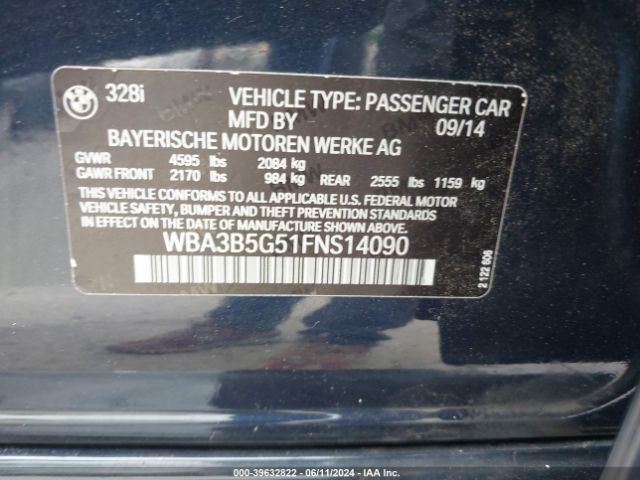 328i VEHICLE TYPE: PASSENGER CAR
MFD BY 09/14
BAYERISCHE MOTOREN WERKE AG
GVWR 4595 lbs 2084 kg
GAWR FRONT 2170 lbs 984 kg REAR 2555 lbs 1159 kg
THIS VEHICLE CONFORMS TO ALL APPLICABLE U.S. FEDERAL MOTOR
VEHICLE SAFETY, BUMPER AND THEFT PREVENTION STANDARDS
IN EFFECT ON THE DATE OF MANUFACTURE SHOWN ABOVE.
WBA3B5G51FNS14090
2 122 606
000-39632822 - 06/11/2024 - IAA Inc.